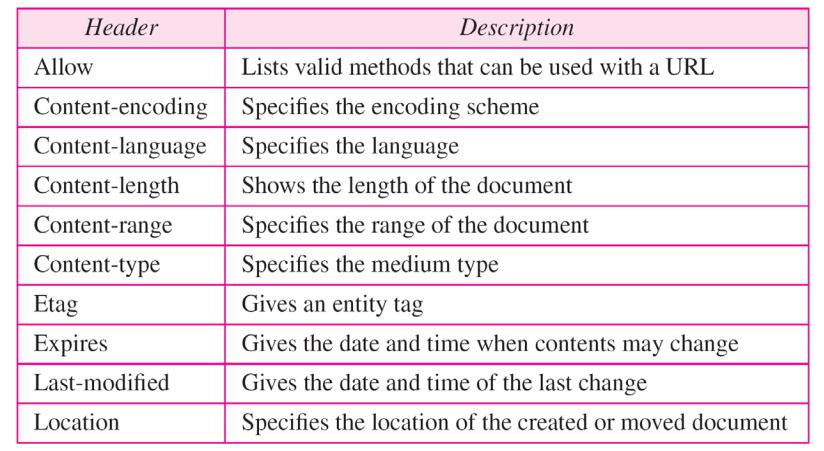 Header Description
Allow Lists valid methods that can be used with a URL
Content-encoding Specifies the encoding scheme
Content-language Specifies the language
Content-length Shows the length of the document
Content-range Specifies the range of the document
Content-type Specifies the medium type
Etag Gives an entity tag
Expires Gives the date and time when contents may change
Last-modified Gives the date and time of the last change
Location Specifies the location of the created or moved document